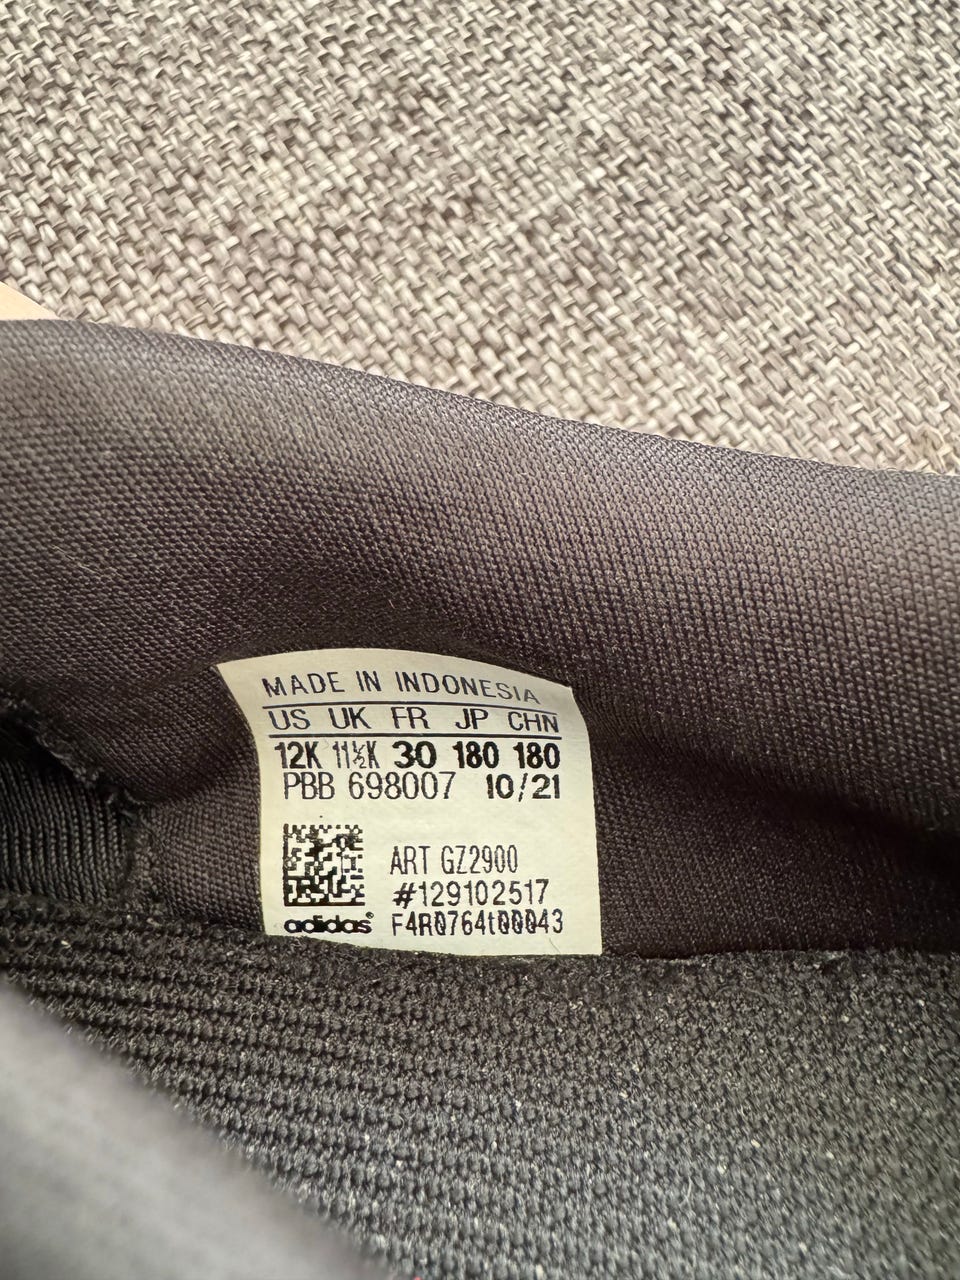 MADE IN INDONESIA
US UK FR JP CHN
12K 11½K 30 180 180
PBB 698007 10/21
ART GZ2900
#129102517
adidas® F4R0764t00043